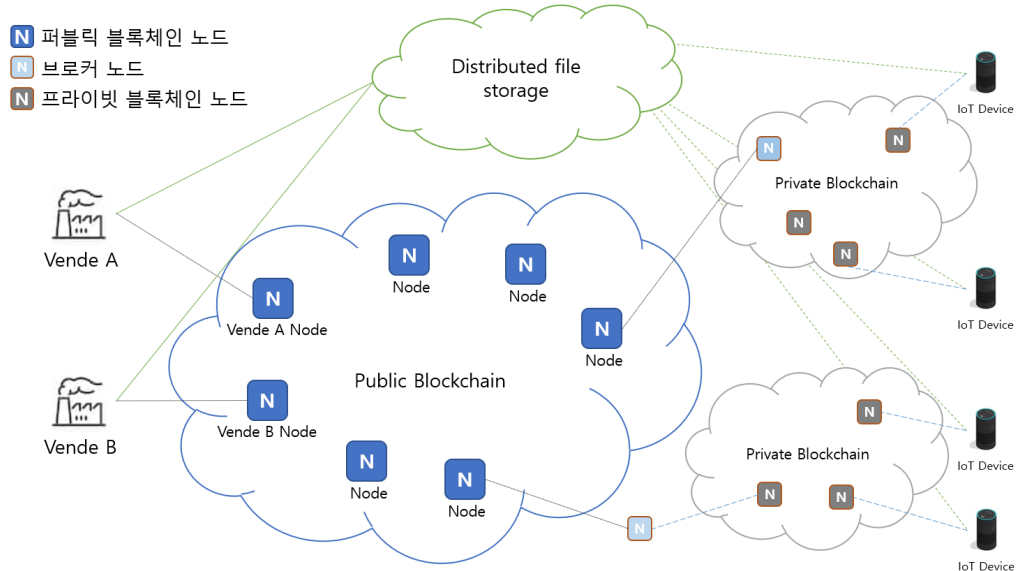 N 퍼블릭 블록체인 노드
N 브로커 노드
N 프라이빗 블록체인 노드
Distributed file
storage
IoT Device
N
N
Private Blockchain
N
N
Vende A
N
Node
N
Node
N
Vende A Node
N
Node
IoT Device
Public Blockchain
Vende B
N
Vende B Node
N
Node
N
Node
N
N
Private Blockchain
N
N
IoT Device
IoT Device